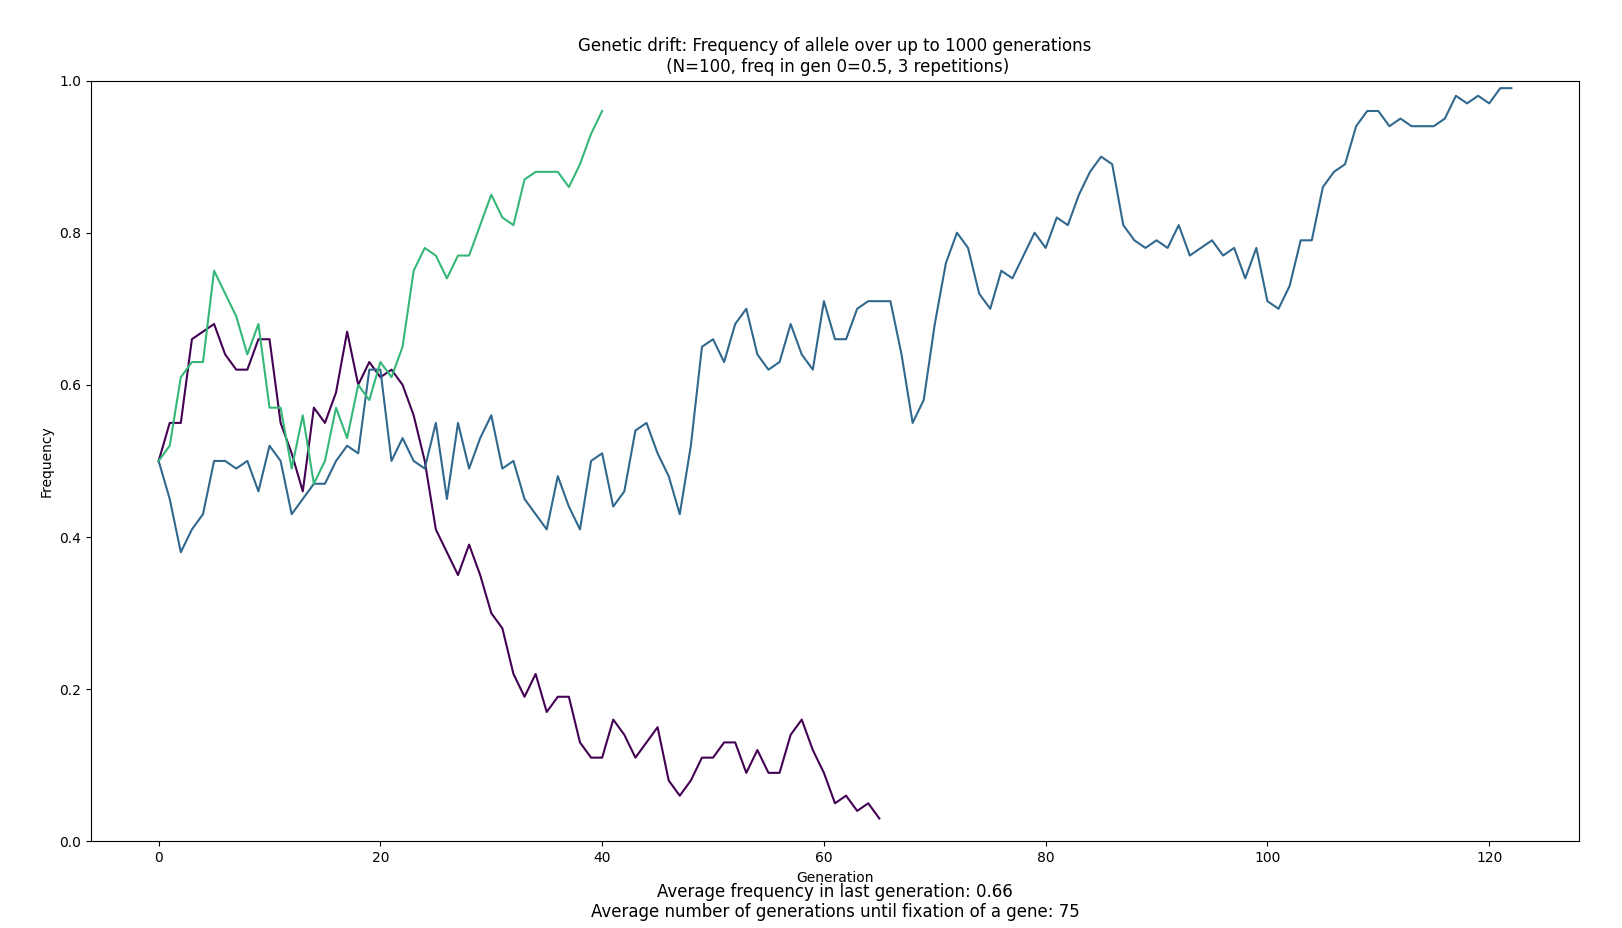 Genetic drift: Frequency of allele over up to 1000 generations
(N=100, freq in gen 0=0.5, 3 repetitions)
1.0
0.8
0.6
Frequency
0.4
0.2
0.0
0 20 40 60 80 100 120
Generation
Average frequency in last generation: 0.66
Average number of generations until fixation of a gene: 75